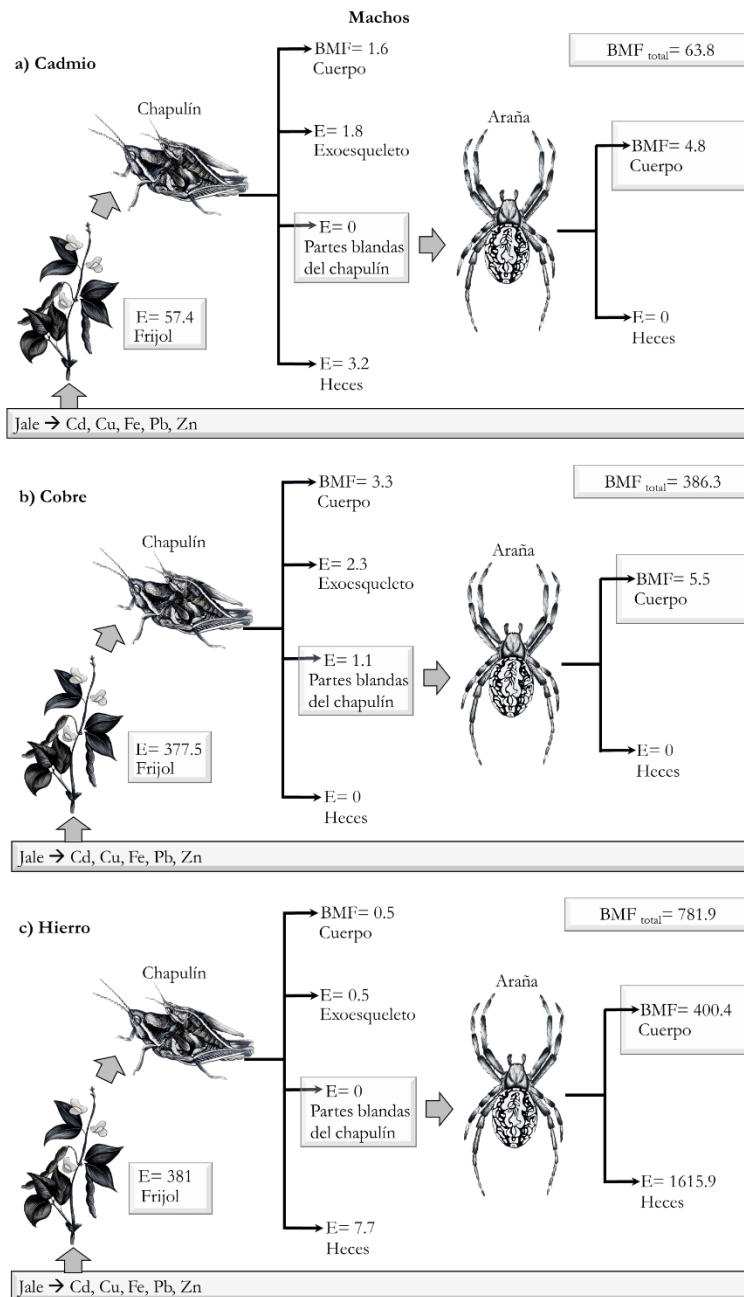 Machos
a) Cadmio
BMF total= 63.8
Chapulín
BMF= 1.6
Cuerpo
E= 1.8
Exoesqueleto
E= 0
Partes blandas
del chapulín
E= 3.2
Heces
Araña
BMF= 4.8
Cuerpo
E= 0
Heces
E= 57.4
Frijol
Jale → Cd, Cu, Fe, Pb, Zn
b) Cobre
BMF total= 386.3
Chapulín
BMF= 3.3
Cuerpo
E= 2.3
Exoesqueleto
E= 1.1
Partes blandas
del chapulín
E= 0
Heces
Araña
BMF= 5.5
Cuerpo
E= 0
Heces
E= 377.5
Frijol
Jale → Cd, Cu, Fe, Pb, Zn
c) Hierro
BMF total= 781.9
Chapulín
BMF= 0.5
Cuerpo
E= 0.5
Exoesqueleto
E= 0
Partes blandas
del chapulín
E= 7.7
Heces
Araña
BMF= 400.4
Cuerpo
E= 1615.9
Heces
E= 381
Frijol
Jale → Cd, Cu, Fe, Pb, Zn